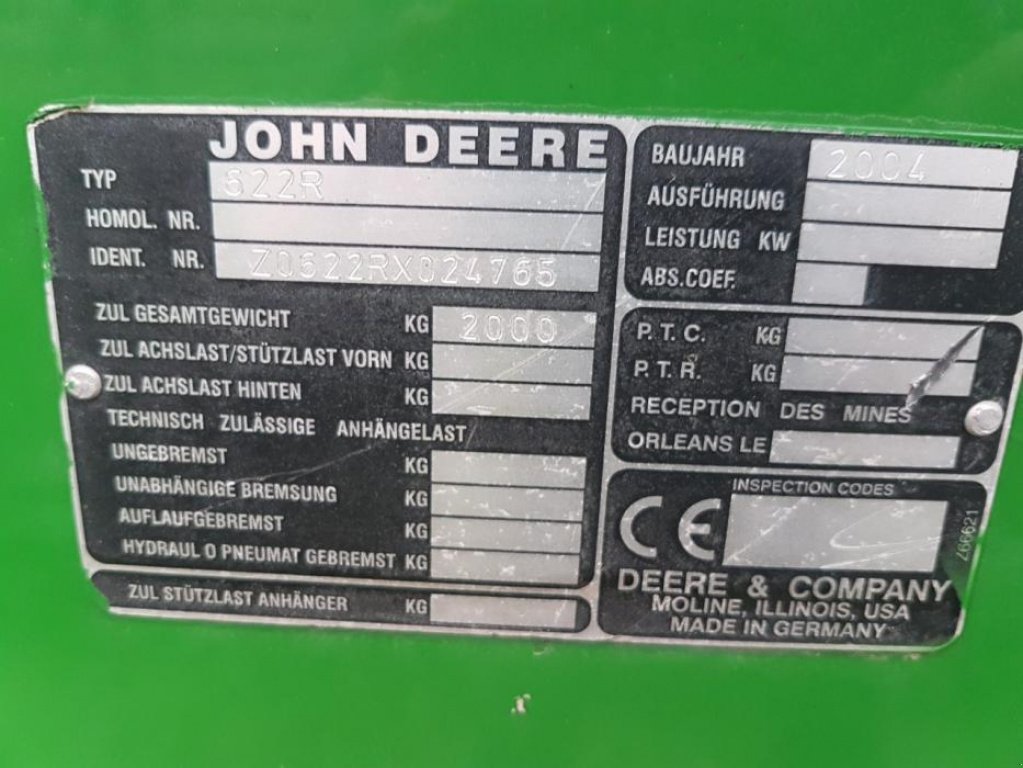 JOHN DEERE
TYP 622R
HOMOL. NR.
IDENT. NR. Z0622RX024765
ZUL GESAMTGEWICHT KG 2000
ZUL ACHSLAST/STÜTZLAST VORN KG
ZUL ACHSLAST HINTEN KG
TECHNISCH ZULÄSSIGE ANHÄNGELAST
UNGEBREMST KG
UNABHÄNGIGE BREMSUNG KG
AUFLAUFGEBREMST KG
HYDRAUL O PNEUMAT GEBREMST KG
ZUL STÜTZLAST ANHÄNGER KG
BAUJAHR 2004
AUSFÜHRUNG
LEISTUNG KW
ABS.COEF.
P.T.C. KG
P.T.R. KG
RECEPTION DES MINES
ORLEANS LE
INSPECTION CODES
CE
Z66621
DEERE & COMPANY
MOLINE, ILLINOIS, USA
MADE IN GERMANY